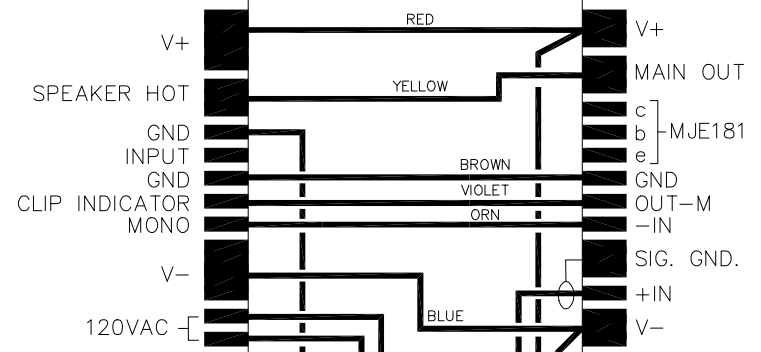 RED
V+ V+
MAIN OUT
SPEAKER HOT YELLOW
c
GND b MJE181
INPUT e
BROWN
GND GND
VIOLET
CLIP INDICATOR OUT-M
ORN
MONO -IN
SIG. GND.
V-
+IN
BLUE
120VAC V-